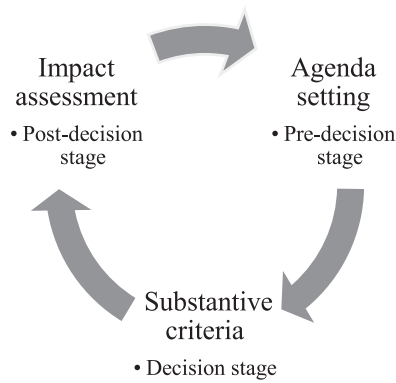 Impact
assessment
• Post-decision
stage
Agenda
setting
• Pre-decision
stage
Substantive
criteria
• Decision stage